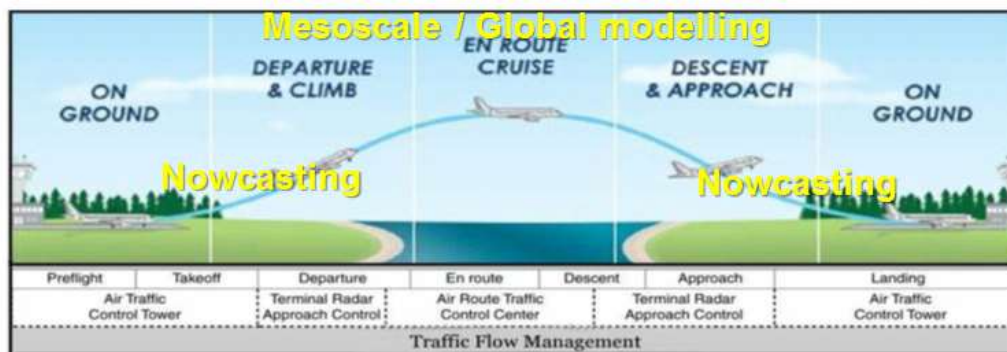 Mesoscale / Global modelling
EN ROUTE
CRUISE
DEPARTURE
& CLIMB
DESCENT
& APPROACH
ON
GROUND
ON
GROUND
Nowcasting
Nowcasting
Preflight
Takeoff
Departure
En route
Descent
Approach
Landing
Air Traffic
Control Tower
Terminal Radar
Approach Control
Air Route Traffic
Control Center
Terminal Radar
Approach Control
Air Traffic
Control Tower
Traffic Flow Management